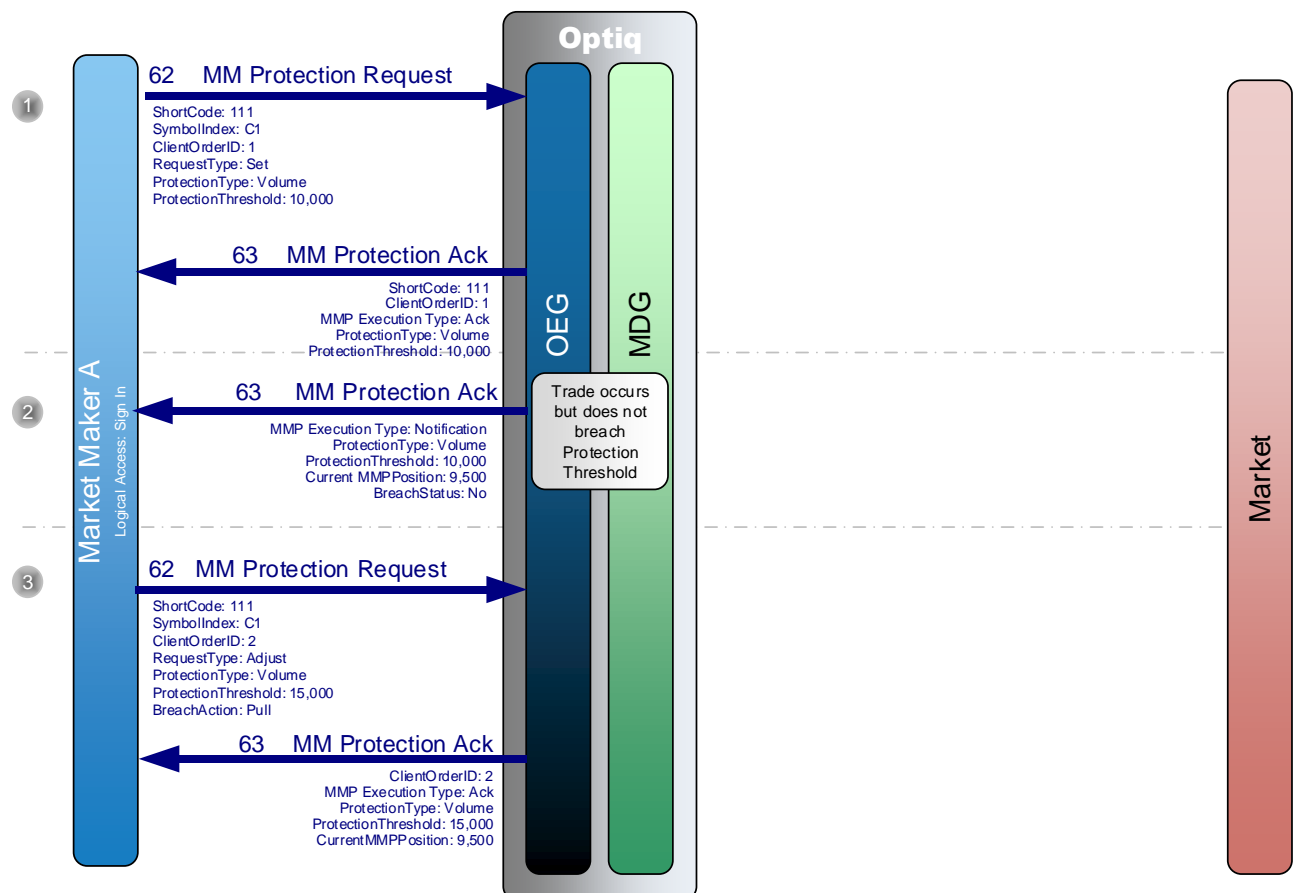 Optiq
Market Maker A
Logical Access: Sign In
OEG
MDG
Market
1
62 MM Protection Request
ShortCode: 111
SymbolIndex: C1
ClientOrderID: 1
RequestType: Set
ProtectionType: Volume
ProtectionThreshold: 10,000
63 MM Protection Ack
ShortCode: 111
ClientOrderID: 1
MMP Execution Type: Ack
ProtectionType: Volume
ProtectionThreshold: 10,000
2
63 MM Protection Ack
MMP Execution Type: Notification
ProtectionType: Volume
ProtectionThreshold: 10,000
Current MMPPosition: 9,500
BreachStatus: No
Trade occurs
but does not
breach
Protection
Threshold
3
62 MM Protection Request
ShortCode: 111
SymbolIndex: C1
ClientOrderID: 2
RequestType: Adjust
ProtectionType: Volume
ProtectionThreshold: 15,000
BreachAction: Pull
63 MM Protection Ack
ClientOrderID: 2
MMP Execution Type: Ack
ProtectionType: Volume
ProtectionThreshold: 15,000
CurrentMMPPosition: 9,500